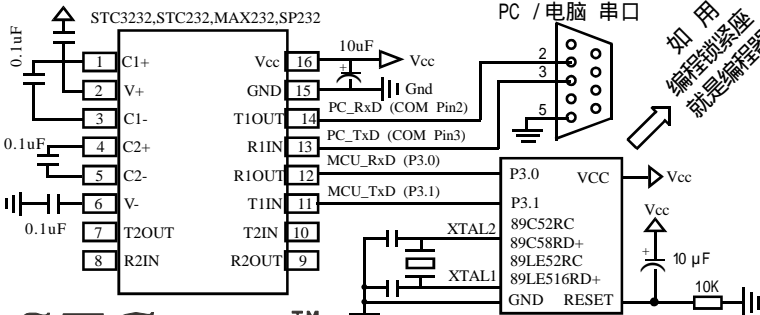 STC3232,STC232,MAX232,SP232
PC /电脑 串口
如 用
编程锁紧座
就是编程器
0.1uF
10uF
1 C1+ Vcc 16 Vcc
2 V+ GND 15 Gnd
3 C1- T1OUT 14 PC_RxD (COM Pin2)
4 C2+ R1IN 13 PC_TxD (COM Pin3)
5 C2- R1OUT 12 MCU_RxD (P3.0)
6 V- T1IN 11 MCU_TxD (P3.1)
7 T2OUT T2IN 10
8 R2IN R2OUT 9
0.1uF
0.1uF
2
3
5
P3.0 VCC Vcc
P3.1
89C52RC
89C58RD+
89LE52RC
89LE516RD+
GND RESET
XTAL2
XTAL1
Vcc
+
10 μF
10K
+
TM